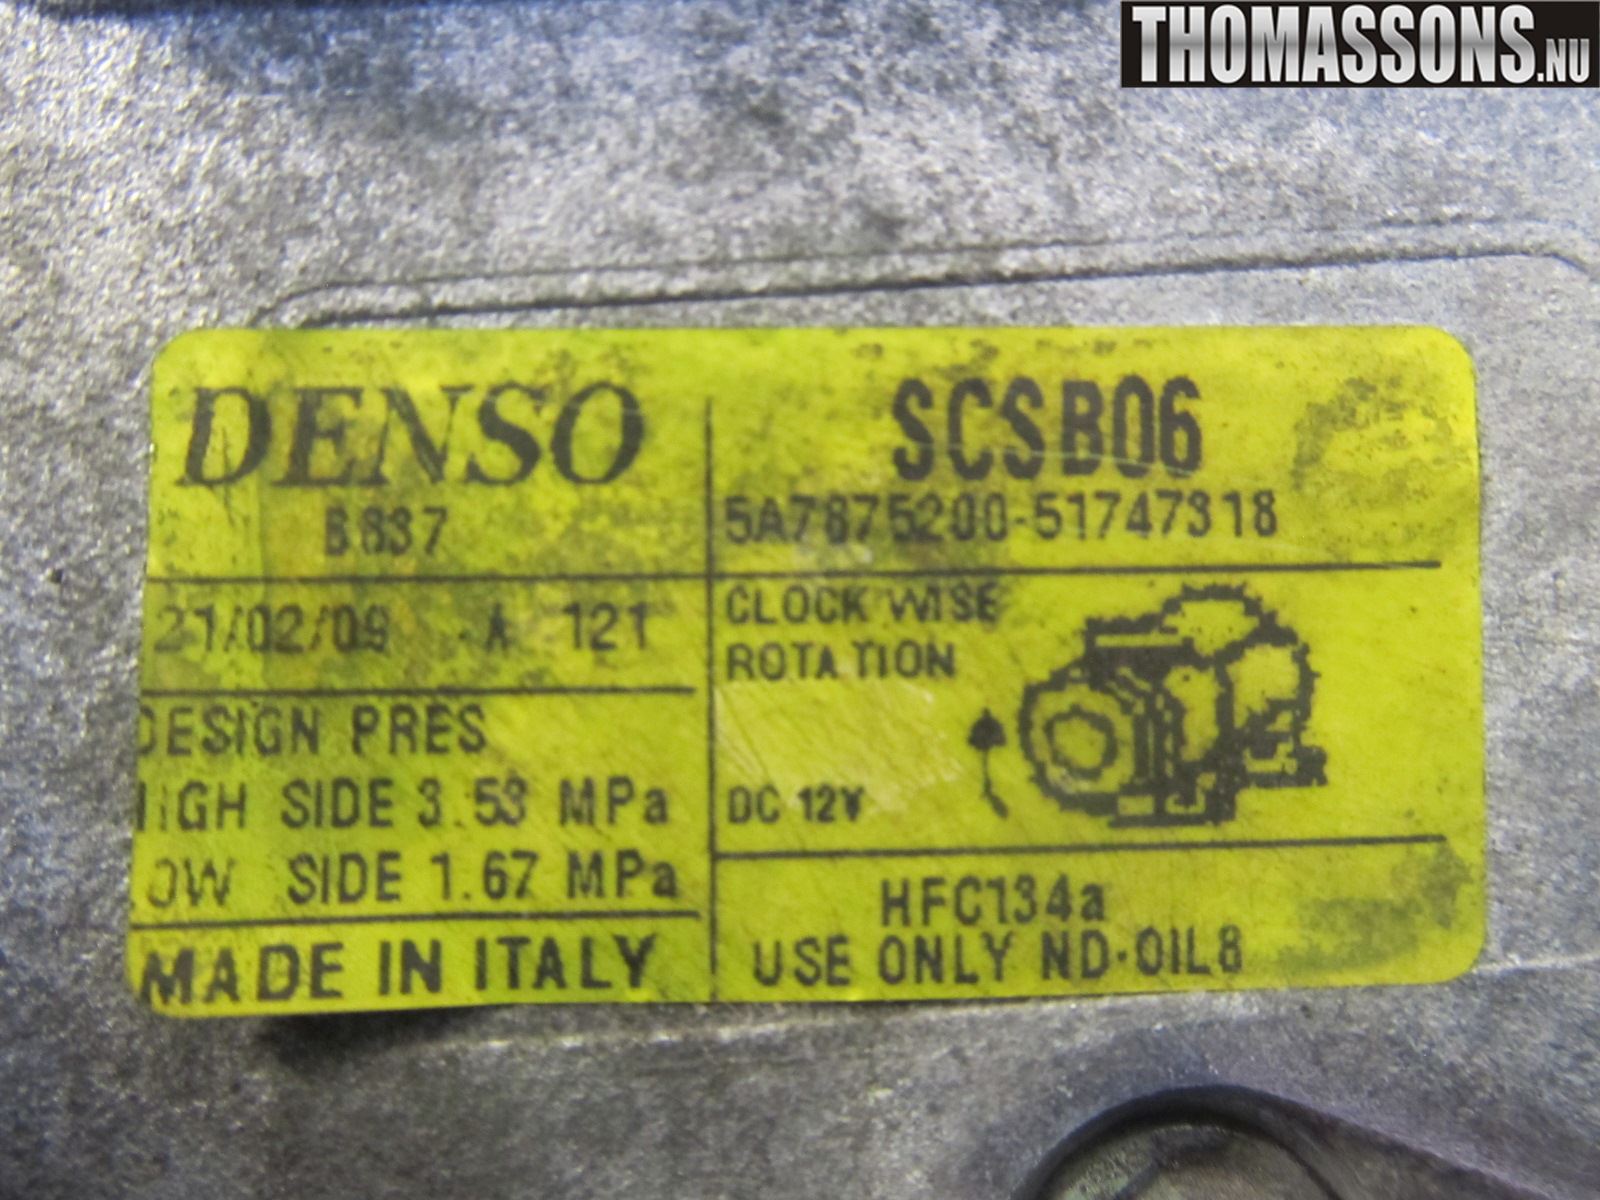 THOMASSONS.NU
DENSO
SCSB06
5A7875200-51747318
21/02/09 A 121
CLOCK WISE
ROTATION
DESIGN PRES
HIGH SIDE 3.53 MPa
DC 12V
LOW SIDE 1.67 MPa
HFC134a
MADE IN ITALY
USE ONLY ND-OIL8